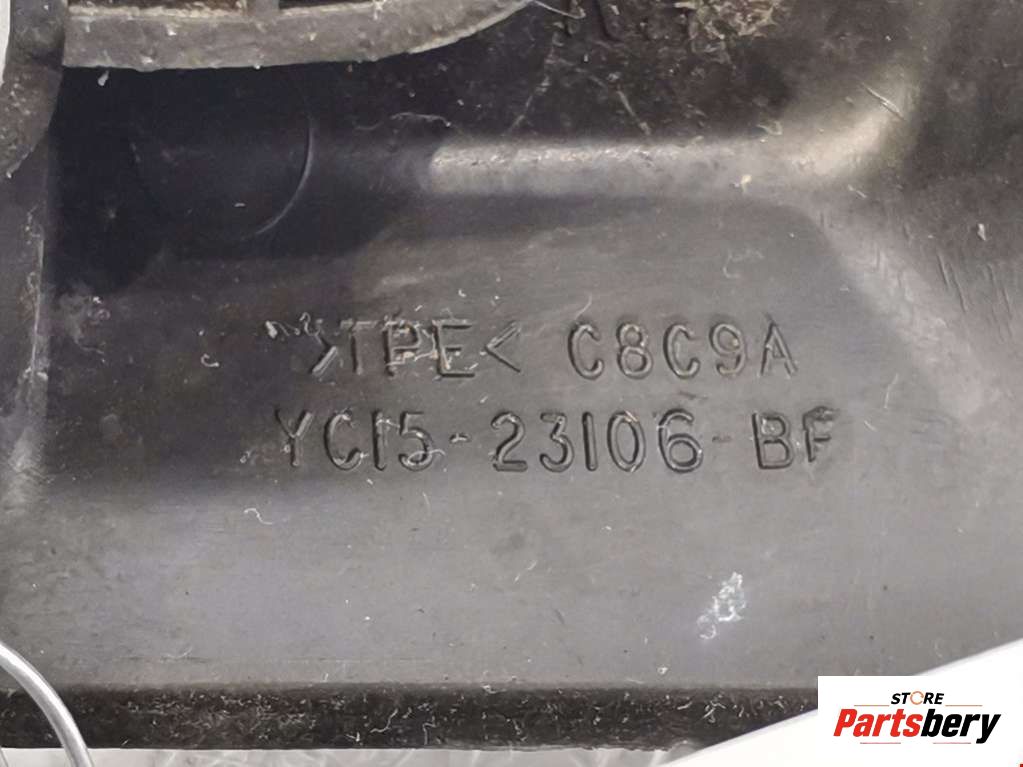 >TPE< C8C9A
YC15-23106-BF
STORE
Partsbery